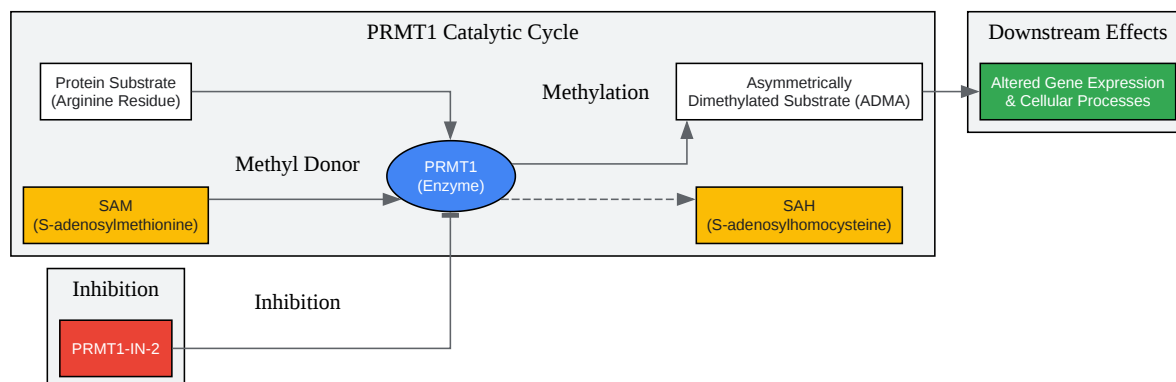 PRMT1 Catalytic Cycle
Downstream Effects
Protein Substrate
(Arginine Residue)
Methylation
Asymmetrically
Dimethylated Substrate (ADMA)
Altered Gene Expression
& Cellular Processes
Methyl Donor
PRMT1
(Enzyme)
SAM
(S-adenosylmethionine)
SAH
(S-adenosylhomocysteine)
Inhibition
Inhibition
PRMT1-IN-2